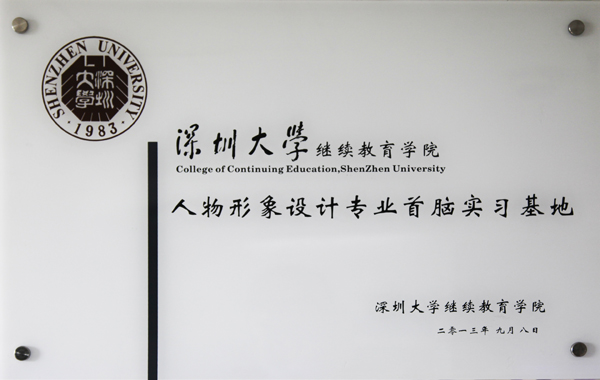 SHENZHEN UNIVERSITY
深圳大學
·1983·
深圳大學继续教育学院
College of Continuing Education,ShenZhen University
人物形象设计专业首脑实习基地
深圳大学继续教育学院
二零一三年 九月八日